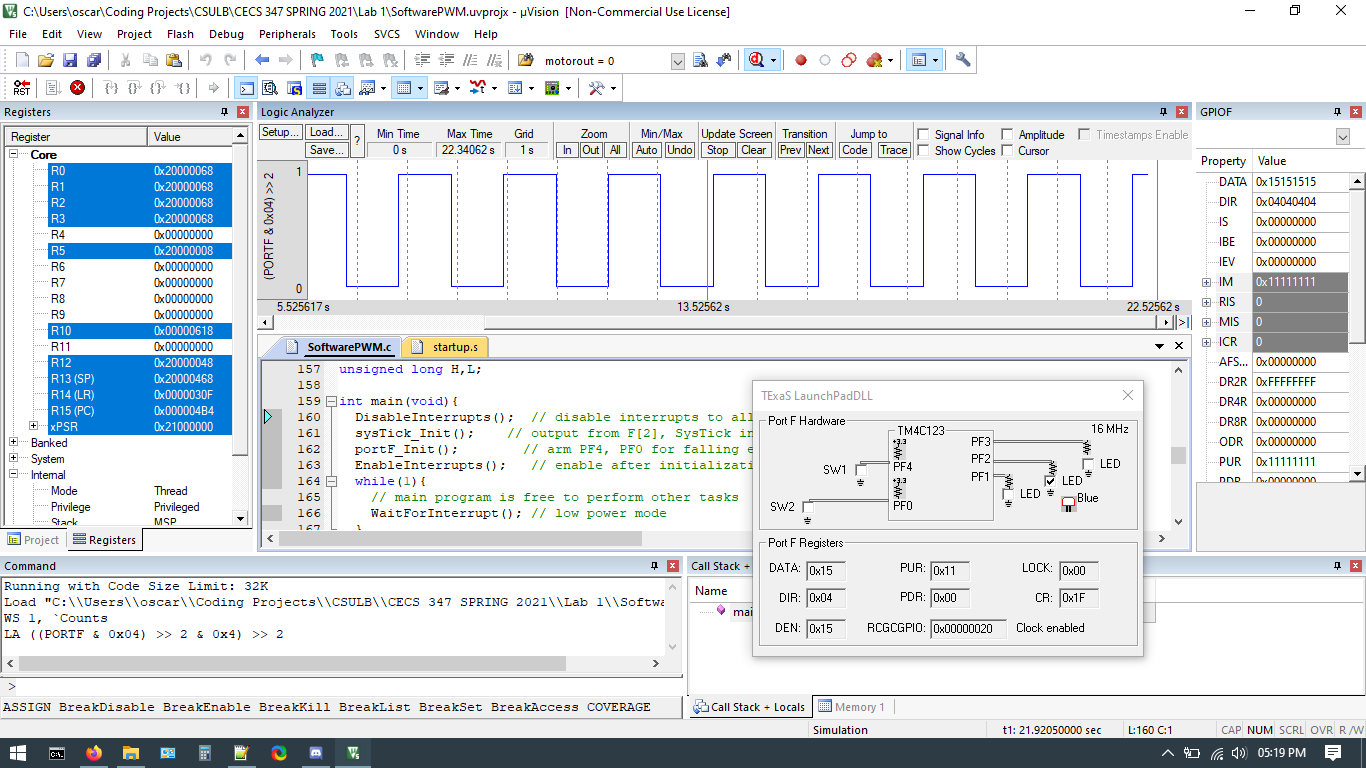 C:\Users\oscar\Coding Projects\CSULB\CECS 347 SPRING 2021\Lab 1\SoftwarePWM.uvprojx - µVision [Non-Commercial Use License]
File Edit View Project Flash Debug Peripherals Tools SVCS Window Help
motorout = 0
RST
Registers
Register Value
Core
R0 0x20000068
R1 0x20000068
R2 0x20000068
R3 0x20000068
R4 0x00000000
R5 0x20000008
R6 0x00000000
R7 0x00000000
R8 0x00000000
R9 0x00000000
R10 0x00000618
R11 0x00000000
R12 0x20000048
R13 (SP) 0x20000468
R14 (LR) 0x0000030F
R15 (PC) 0x000004B4
xPSR 0x21000000
Banked
System
Internal
Mode Thread
Privilege Privileged
Stack MSP
Project Registers
Logic Analyzer
Setup... Load... Save... ?
Min Time Max Time Grid Zoom Min/Max Update Screen Transition Jump to
0 s 22.34062 s 1 s In Out All Auto Undo Stop Clear Prev Next Code Trace
Signal Info Amplitude Timestamps Enable
Show Cycles Cursor
(PORTF & 0x04) >> 2
1
0
5.525617 s 13.52562 s 22.52562 s
SoftwarePWM.c startup.s
157 unsigned long H,L;
158
159 int main(void){
160 DisableInterrupts(); // disable interrupts to all
161 sysTick_Init(); // output from F[2], SysTick in
162 portF_Init(); // arm PF4, PF0 for falling e
163 EnableInterrupts(); // enable after initializati
164 while(1){
165 // main program is free to perform other tasks
166 WaitForInterrupt(); // low power mode
167 }
GPIOF
Property Value
DATA 0x15151515
DIR 0x04040404
IS 0x00000000
IBE 0x00000000
IEV 0x00000000
IM 0x11111111
RIS 0
MIS 0
ICR 0
AFS... 0x00000000
DR2R 0xFFFFFFFF
DR4R 0x00000000
DR8R 0x00000000
ODR 0x00000000
PUR 0x11111111
PDR 0x00000000
TExaS LaunchPadDLL
Port F Hardware
TM4C123 16 MHz
+3.3 PF3
PF4 PF2
SW1 LED
+3.3 PF1
LED
LED
SW2 PF0
Blue
Port F Registers
DATA: 0x15 PUR: 0x11 LOCK: 0x00
DIR: 0x04 PDR: 0x00 CR: 0x1F
DEN: 0x15 RCGCGPIO: 0x00000020 Clock enabled
Command
Running with Code Size Limit: 32K
Load "C:\\Users\\oscar\\Coding Projects\\CSULB\\CECS 347 SPRING 2021\\Lab 1\\Softwa
WS 1, `Counts
LA ((PORTF & 0x04) >> 2 & 0x4) >> 2
>
ASSIGN BreakDisable BreakEnable BreakKill BreakList BreakSet BreakAccess COVERAGE
Call Stack +
Name
mai
Call Stack + Locals Memory 1
Simulation t1: 21.92050000 sec L:160 C:1 CAP NUM SCRL OVR R /W
05:19 PM